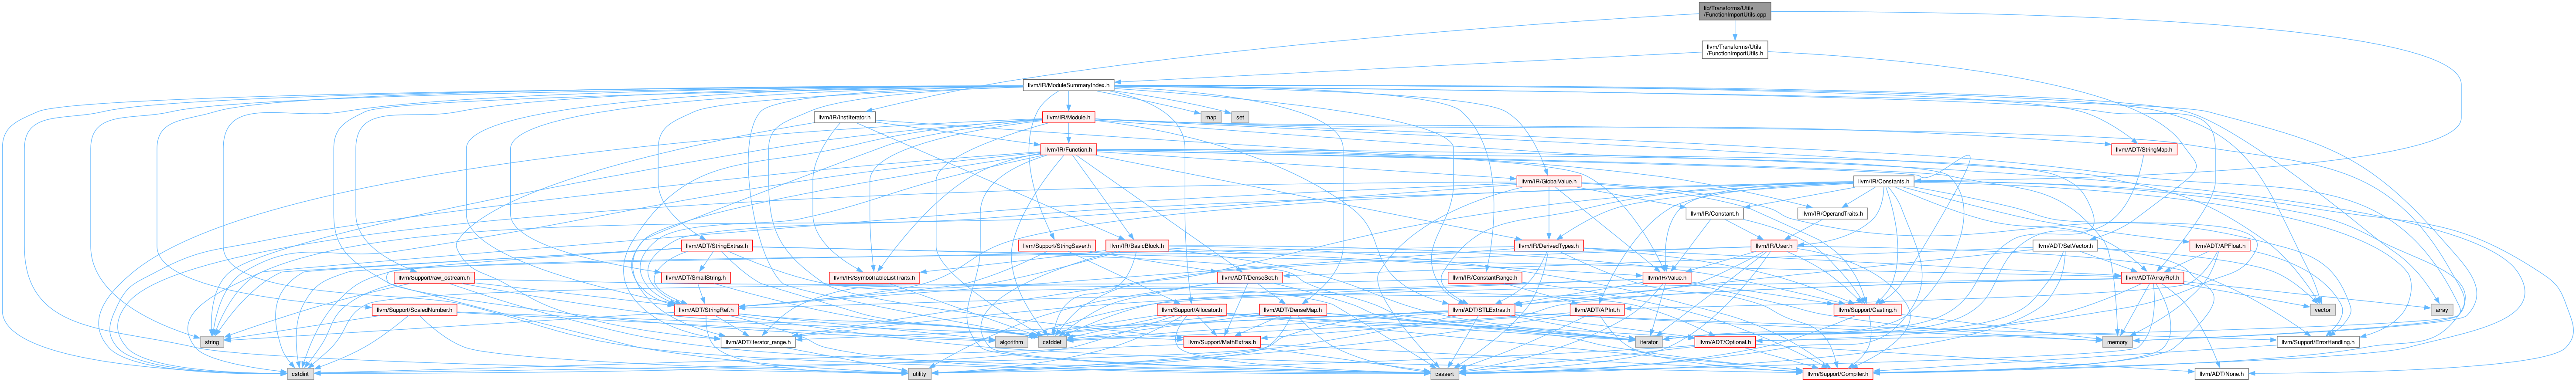 lib/Transforms/Utils
/FunctionImportUtils.cpp
llvm/Transforms/Utils
/FunctionImportUtils.h
llvm/IR/ModuleSummaryIndex.h
llvm/IR/InstIterator.h
map
set
llvm/IR/Module.h
llvm/IR/Function.h
llvm/ADT/StringMap.h
llvm/IR/GlobalValue.h
llvm/IR/Constants.h
llvm/IR/Constant.h
llvm/IR/OperandTraits.h
llvm/ADT/StringExtras.h
llvm/Support/StringSaver.h
llvm/IR/BasicBlock.h
llvm/IR/DerivedTypes.h
llvm/IR/User.h
llvm/ADT/SetVector.h
llvm/ADT/APFloat.h
llvm/Support/raw_ostream.h
llvm/ADT/SmallString.h
llvm/IR/SymbolTableListTraits.h
llvm/ADT/DenseSet.h
llvm/IR/ConstantRange.h
llvm/IR/Value.h
llvm/ADT/ArrayRef.h
llvm/Support/ScaledNumber.h
llvm/ADT/StringRef.h
llvm/Support/Allocator.h
llvm/ADT/DenseMap.h
llvm/ADT/STLExtras.h
llvm/ADT/APInt.h
llvm/Support/Casting.h
vector
array
string
llvm/ADT/iterator_range.h
algorithm
cstddef
llvm/Support/MathExtras.h
iterator
llvm/ADT/Optional.h
memory
llvm/Support/ErrorHandling.h
cstdint
utility
cassert
llvm/Support/Compiler.h
llvm/ADT/None.h